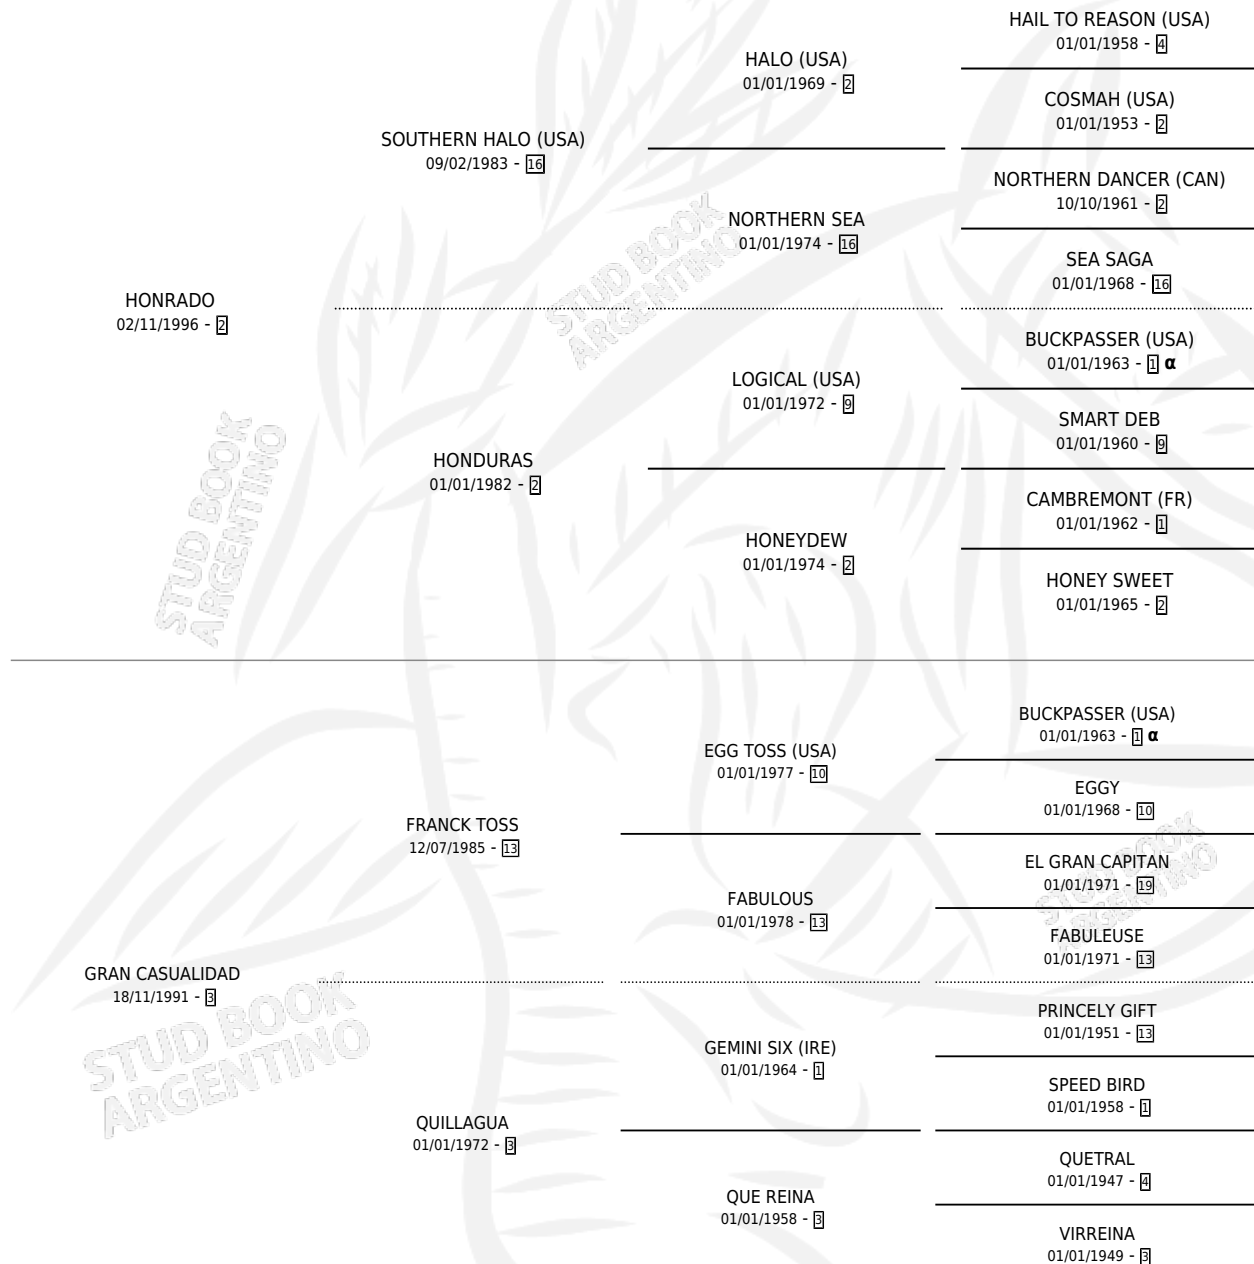 HAIL TO REASON (USA)
01/01/1958 - 4
HALO (USA)
01/01/1969 - 2
COSMAH (USA)
01/01/1953 - 2
SOUTHERN HALO (USA)
09/02/1983 - 16
NORTHERN DANCER (CAN)
10/10/1961 - 2
NORTHERN SEA
01/01/1974 - 16
SEA SAGA
01/01/1968 - 16
HONRADO
02/11/1996 - 2
BUCKPASSER (USA)
01/01/1963 - 1 α
LOGICAL (USA)
01/01/1972 - 9
SMART DEB
01/01/1960 - 9
HONDURAS
01/01/1982 - 2
CAMBREMONT (FR)
01/01/1962 - 1
HONEYDEW
01/01/1974 - 2
HONEY SWEET
01/01/1965 - 2
BUCKPASSER (USA)
01/01/1963 - 1 α
EGG TOSS (USA)
01/01/1977 - 10
EGGY
01/01/1968 - 10
FRANCK TOSS
12/07/1985 - 13
EL GRAN CAPITAN
01/01/1971 - 19
FABULOUS
01/01/1978 - 13
FABULEUSE
01/01/1971 - 13
GRAN CASUALIDAD
18/11/1991 - 3
PRINCELY GIFT
01/01/1951 - 13
GEMINI SIX (IRE)
01/01/1964 - 1
SPEED BIRD
01/01/1958 - 1
QUILLAGUA
01/01/1972 - 3
QUETRAL
01/01/1947 - 4
QUE REINA
01/01/1958 - 3
VIRREINA
01/01/1949 - 3
STUD BOOK
ARGENTINO
STUD BOOK
ARGENTINO
STUD BOOK
ARGENTINO
STUD BOOK
ARGENTINO